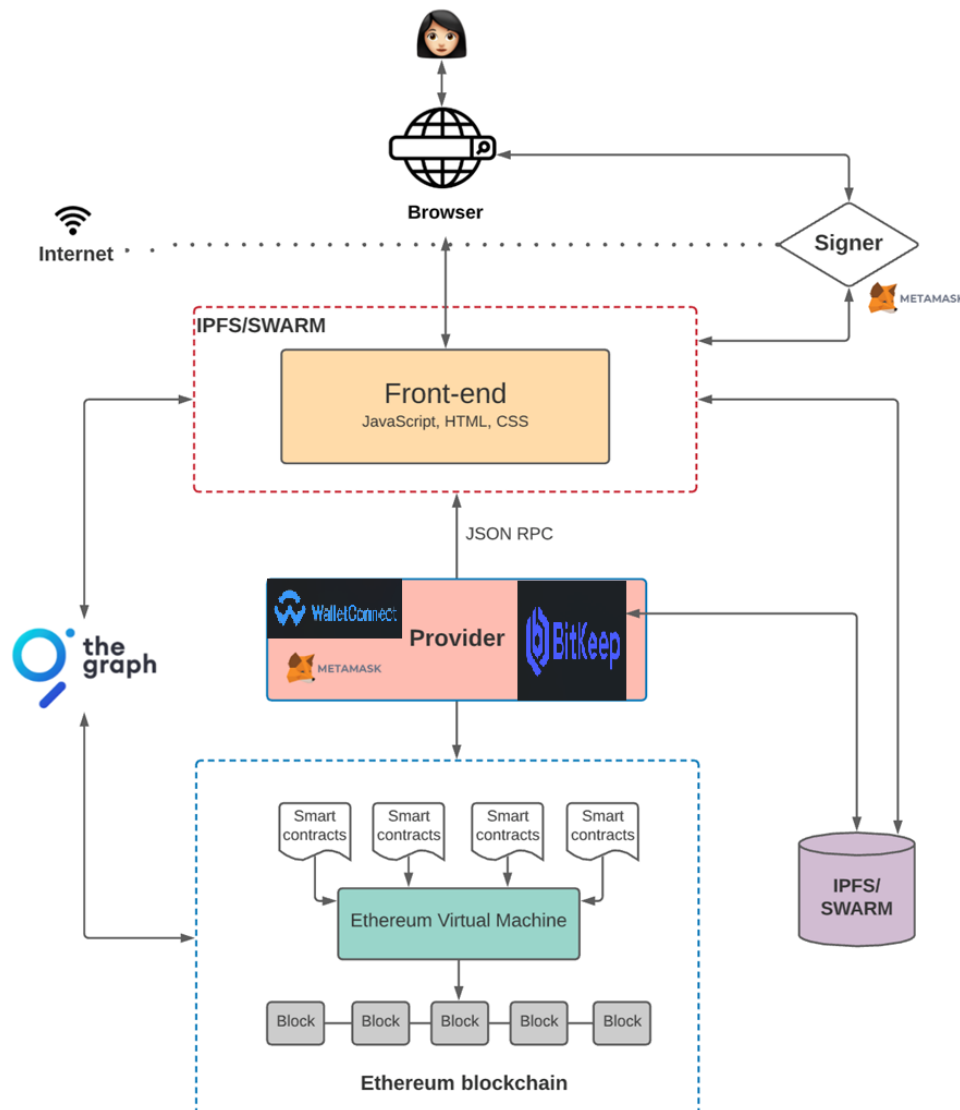 Browser
Internet
Signer
METAMASK
IPFS/SWARM
Front-end
JavaScript, HTML, CSS
JSON RPC
WalletConnect
Provider
BitKeep
METAMASK
the
graph
Smart
contracts
Smart
contracts
Smart
contracts
Smart
contracts
Ethereum Virtual Machine
IPFS/
SWARM
Block
Block
Block
Block
Block
Ethereum blockchain